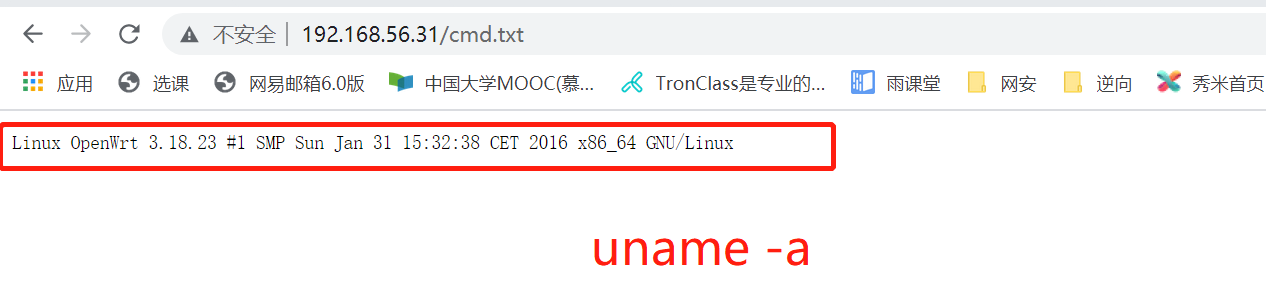 不安全 192.168.56.31/cmd.txt
应用 选课 网易邮箱6.0版 中国大学MOOC(慕... TronClass是专业的... 雨课堂 网安 逆向 秀米首页
Linux OpenWrt 3.18.23 #1 SMP Sun Jan 31 15:32:38 CET 2016 x86_64 GNU/Linux
uname -a